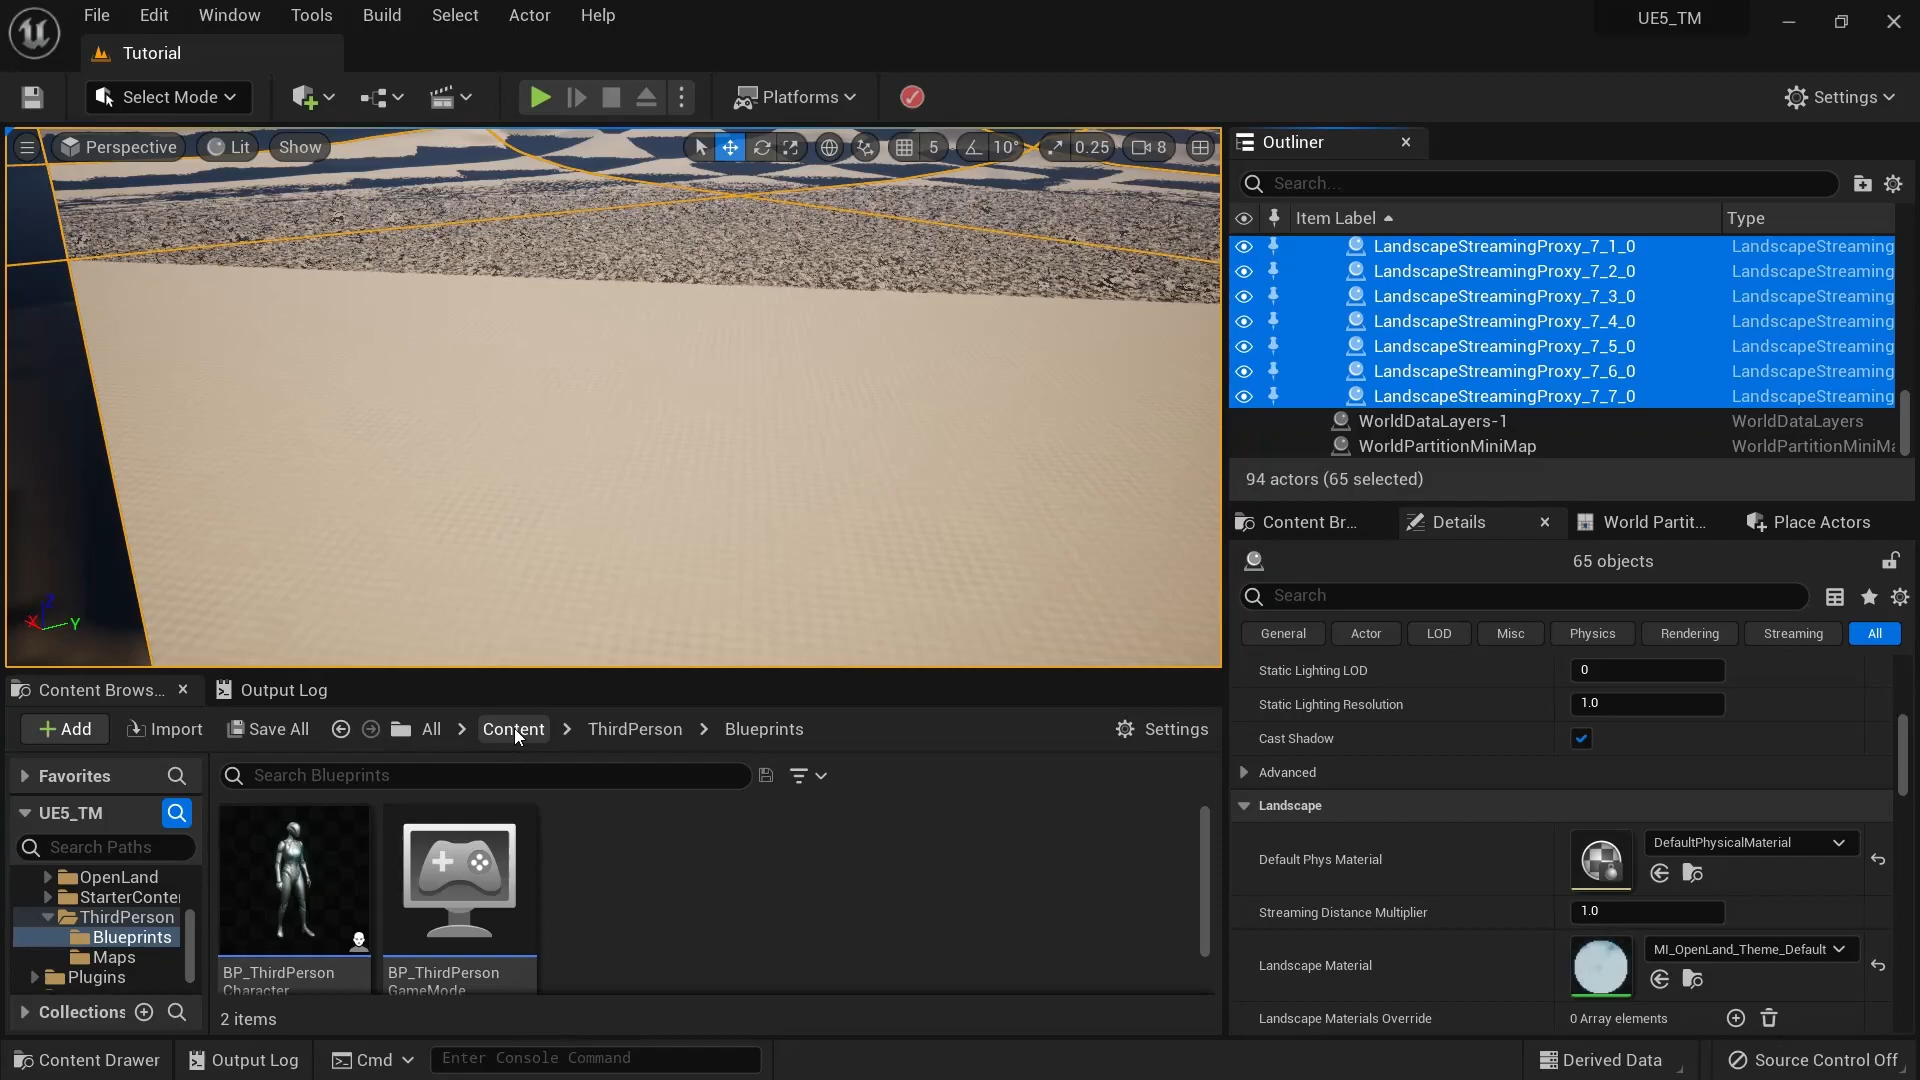 File Edit Window Tools Build Select Actor Help
UE5_TM
Tutorial
Select Mode
Platforms
Settings
Perspective Lit Show
5 10° 0.25 8
Outliner
Search...
Item Label Type
LandscapeStreamingProxy_7_1_0 LandscapeStreaming
LandscapeStreamingProxy_7_2_0 LandscapeStreaming
LandscapeStreamingProxy_7_3_0 LandscapeStreaming
LandscapeStreamingProxy_7_4_0 LandscapeStreaming
LandscapeStreamingProxy_7_5_0 LandscapeStreaming
LandscapeStreamingProxy_7_6_0 LandscapeStreaming
LandscapeStreamingProxy_7_7_0 LandscapeStreaming
WorldDataLayers-1 WorldDataLayers
WorldPartitionMiniMap WorldPartitionMiniMa
94 actors (65 selected)
Content Br... Details World Partit... Place Actors
65 objects
Search
General Actor LOD Misc Physics Rendering Streaming All
Static Lighting LOD 0
Static Lighting Resolution 1.0
Cast Shadow
Advanced
Landscape
Default Phys Material DefaultPhysicalMaterial
Streaming Distance Multiplier 1.0
Landscape Material MI_OpenLand_Theme_Default
Landscape Materials Override 0 Array elements
Z
X Y
Content Brows... Output Log
Add Import Save All All Content ThirdPerson Blueprints Settings
Favorites
UE5_TM
Search Paths
OpenLand
StarterConte
ThirdPerson
Blueprints
Maps
Plugins
Collections
Search Blueprints
BP_ThirdPerson
Character
BP_ThirdPerson
GameMode
2 items
Content Drawer Output Log Cmd Enter Console Command Derived Data Source Control Off